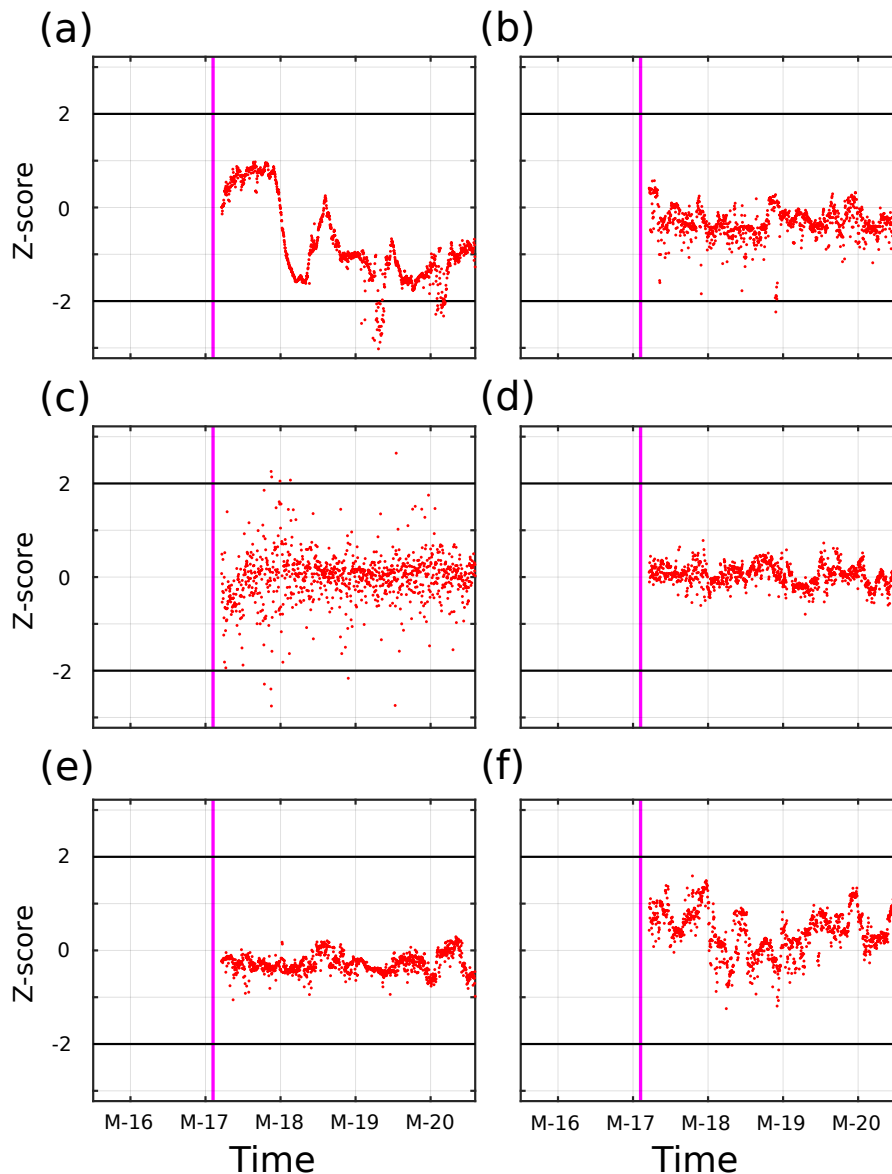 (a) (b)
Z-score
2
0
-2
(c) (d)
Z-score
2
0
-2
(e) (f)
Z-score
2
0
-2
M-16 M-17 M-18 M-19 M-20 M-16 M-17 M-18 M-19 M-20
Time Time